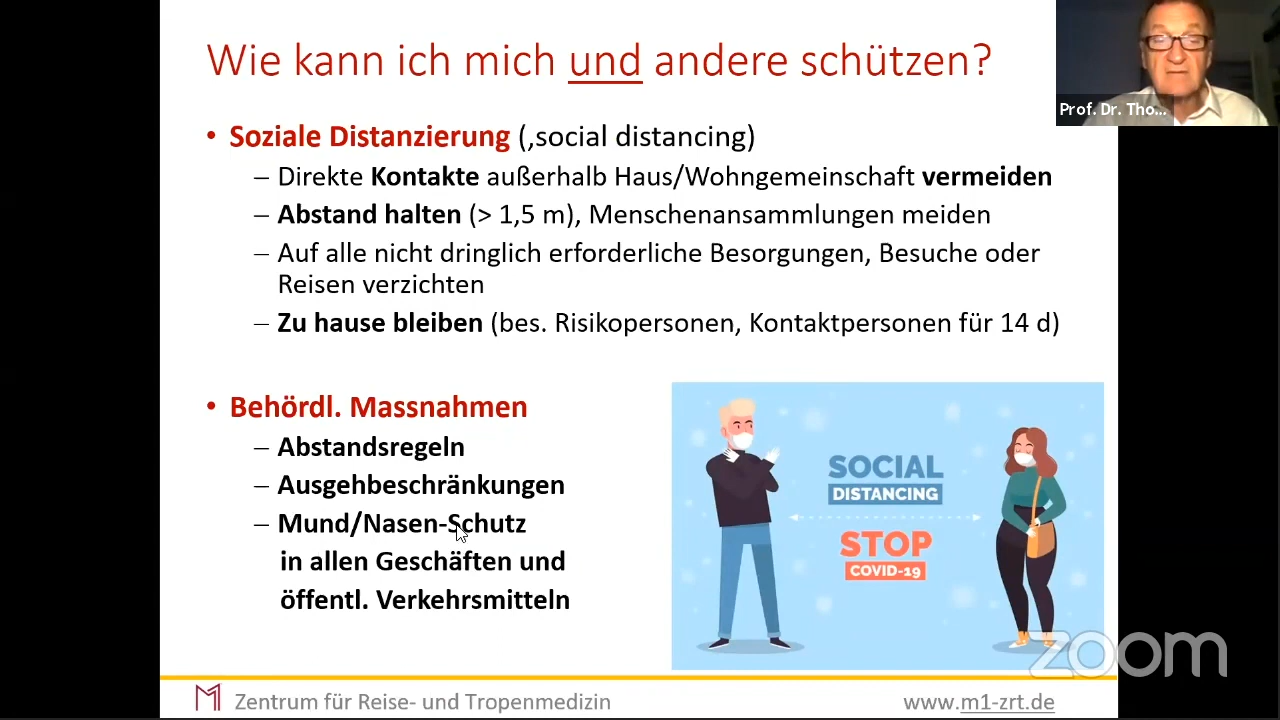 Wie kann ich mich und andere schützen?
Prof. Dr. Tho...
• Soziale Distanzierung (‚social distancing)
– Direkte Kontakte außerhalb Haus/Wohngemeinschaft vermeiden
– Abstand halten (> 1,5 m), Menschenansammlungen meiden
– Auf alle nicht dringlich erforderliche Besorgungen, Besuche oder
Reisen verzichten
– Zu hause bleiben (bes. Risikopersonen, Kontaktpersonen für 14 d)
• Behördl. Massnahmen
– Abstandsregeln
– Ausgehbeschränkungen
– Mund/Nasen-Schutz
in allen Geschäften und
öffentl. Verkehrsmitteln
SOCIAL
DISTANCING
STOP
COVID-19
zoom
Zentrum für Reise- und Tropenmedizin
www.m1-zrt.de